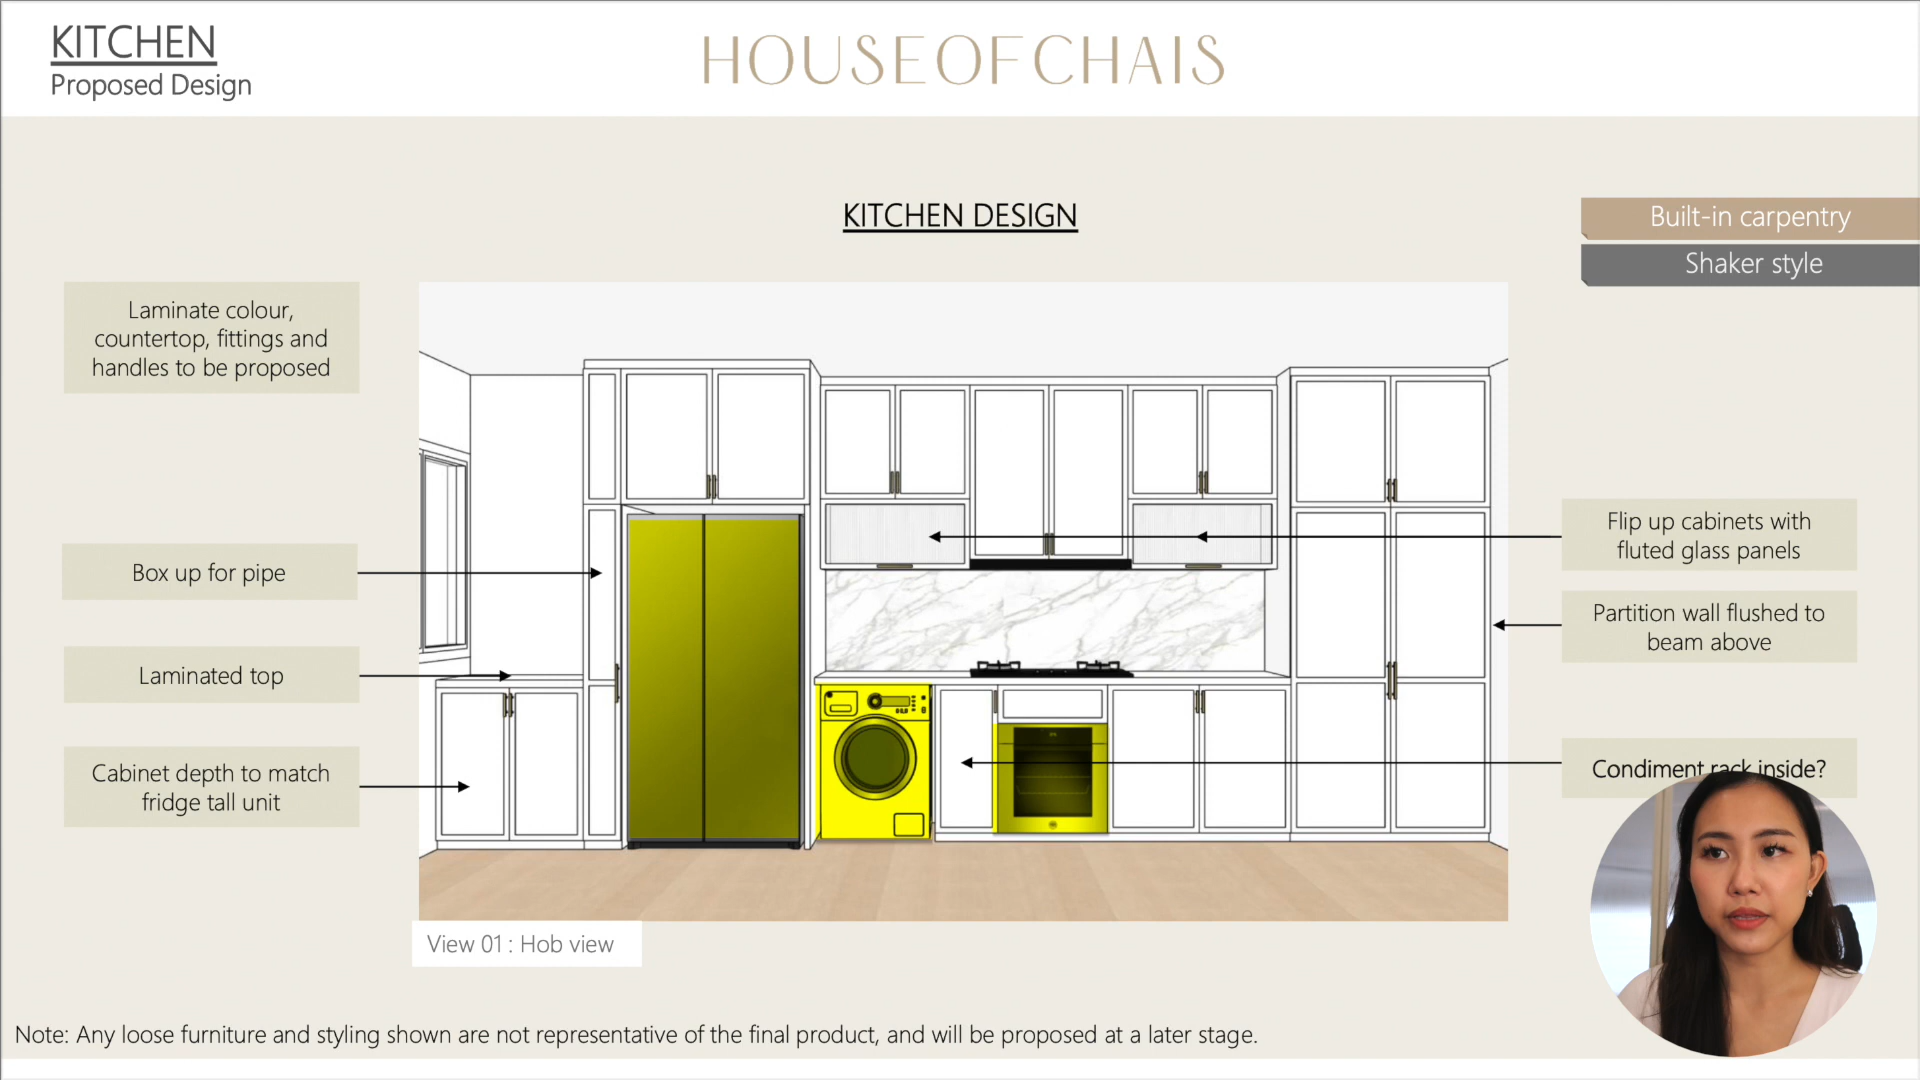 KITCHEN
Proposed Design
HOUSEOFCHAIS
KITCHEN DESIGN
Built-in carpentry
Shaker style
Laminate colour,
countertop, fittings and
handles to be proposed
Box up for pipe
Laminated top
Cabinet depth to match
fridge tall unit
Flip up cabinets with
fluted glass panels
Partition wall flushed to
beam above
Condiment rack inside?
View 01 : Hob view
Note: Any loose furniture and styling shown are not representative of the final product, and will be proposed at a later stage.